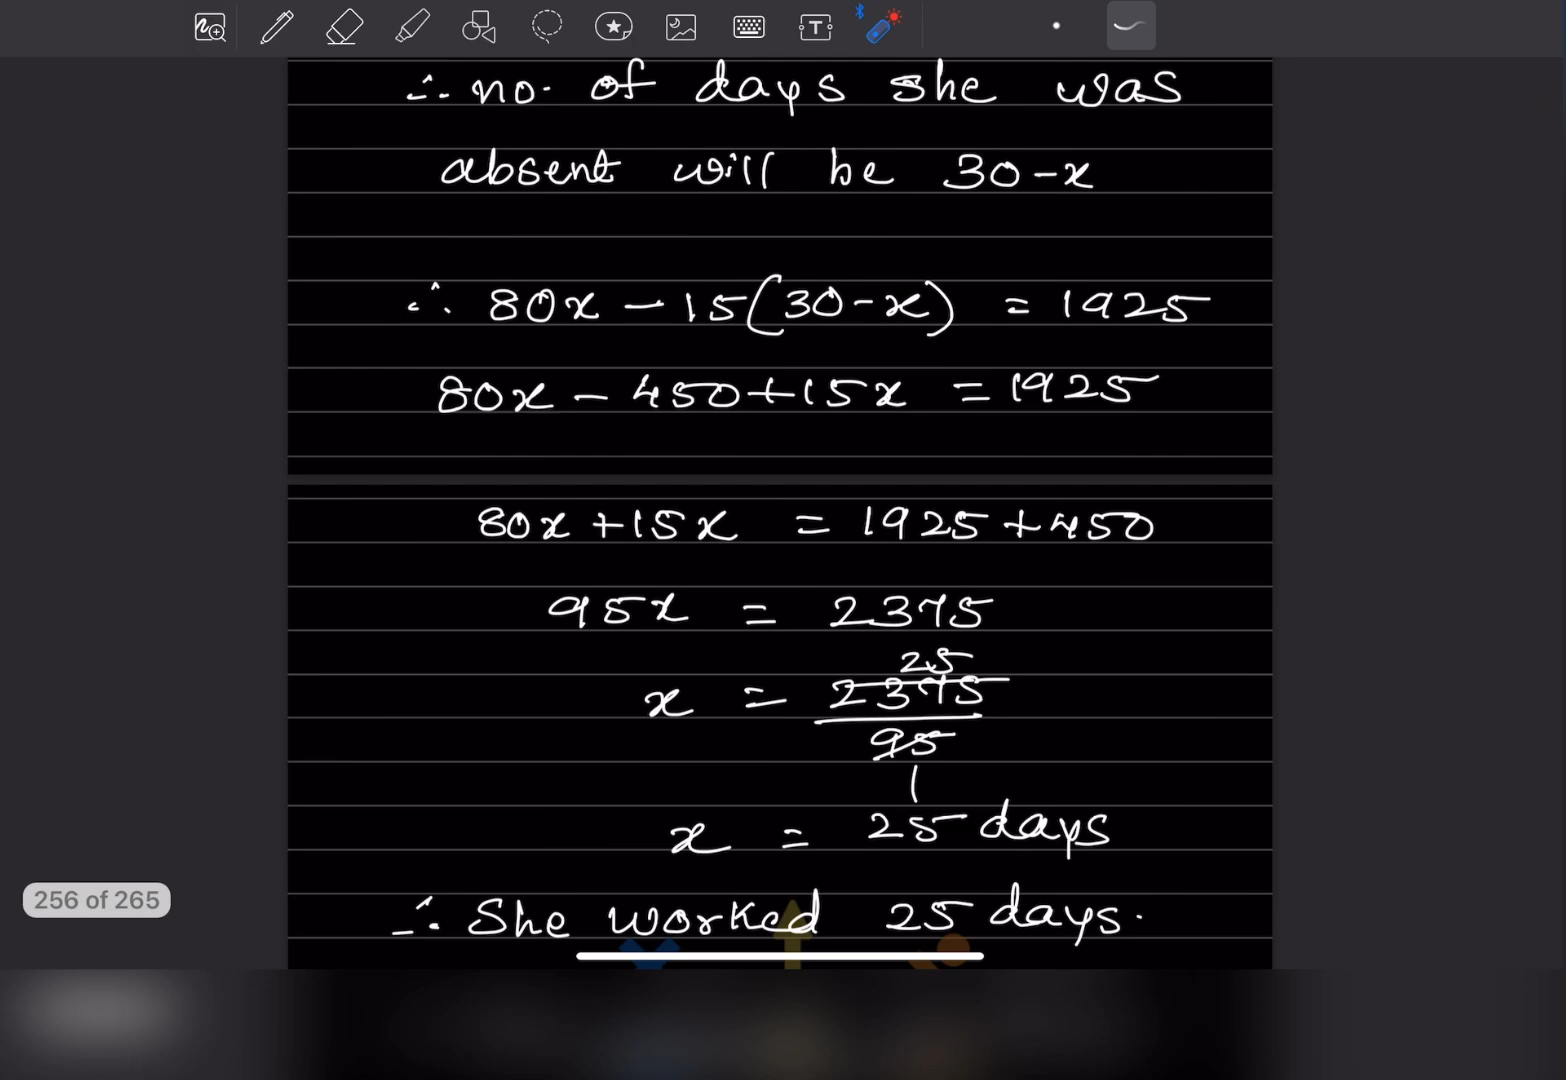 ∴ no. of days she was
absent will be 30-x
∴ 80x - 15(30-x) = 1925
80x - 450+15x = 1925
80x +15x = 1925+450
95x = 2375
25
x = 2375
95
1
x = 25 days
∴ She worked 25 days.
256 of 265